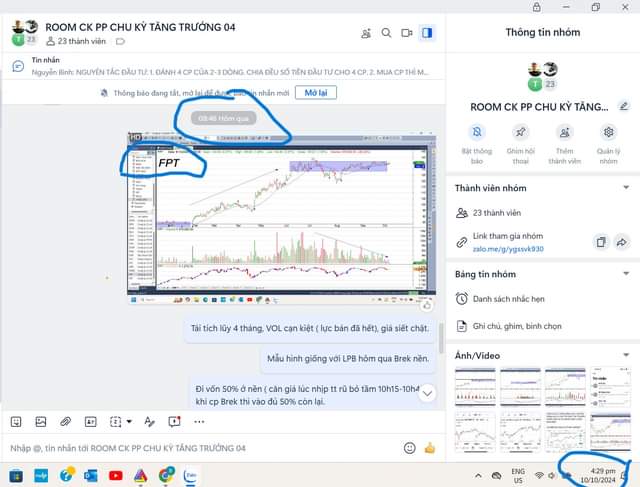 ROOM CK PP CHU KỲ TĂNG TRƯỞNG 04
T 23
23 thành viên
Tin nhắn
Nguyễn Bình: NGUYÊN TẮC ĐẦU TƯ: 1. ĐÁNH 4 CP CỦA 2-3 DÒNG. CHIA ĐỀU SỐ TIỀN ĐẦU TƯ CHO 4 CP. 2. MUA CP THÌ M...
Thông báo đang tắt, mở lại để được báo tin nhắn mới
Mở lại
09:46 Hôm qua
FPT
Tái tích lũy 4 tháng, VOL cạn kiệt ( lực bán đã hết), giá siết chặt.
Mẫu hình giống với LPB hôm qua Brek nền.
Đi vốn 50% ở nền ( căn giá lúc nhịp tt rũ bỏ tầm 10h15-10h4
khi cp Brek thì vào đủ 50% còn lại.
Nhập @, tin nhắn tới ROOM CK PP CHU KỲ TĂNG TRƯỞNG 04
Thông tin nhóm
T 23
ROOM CK PP CHU KỲ TĂNG...
Bật thông báo
Ghim hội thoại
Thêm thành viên
Quản lý nhóm
Thành viên nhóm
23 thành viên
Link tham gia nhóm
zalo.me/g/ygssvk930
Bảng tin nhóm
Danh sách nhắc hẹn
Ghi chú, ghim, bình chọn
Ảnh/Video
Zalo
ENG
US
4:29 pm
10/10/2024